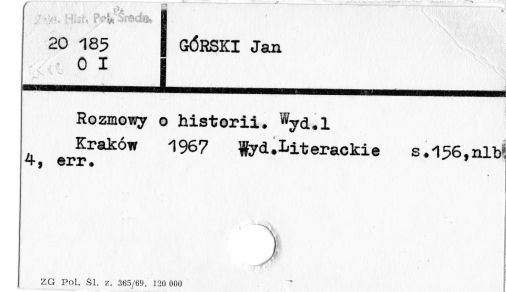 Zakł. Hist. Pol. Średn.
20 185
O I
GÓRSKI Jan
Rozmowy o historii. Wyd.1
Kraków 1967 Wyd.Literackie s.156,nlb
4, err.
ZG Pol. Śl. z. 365/69. 120 000